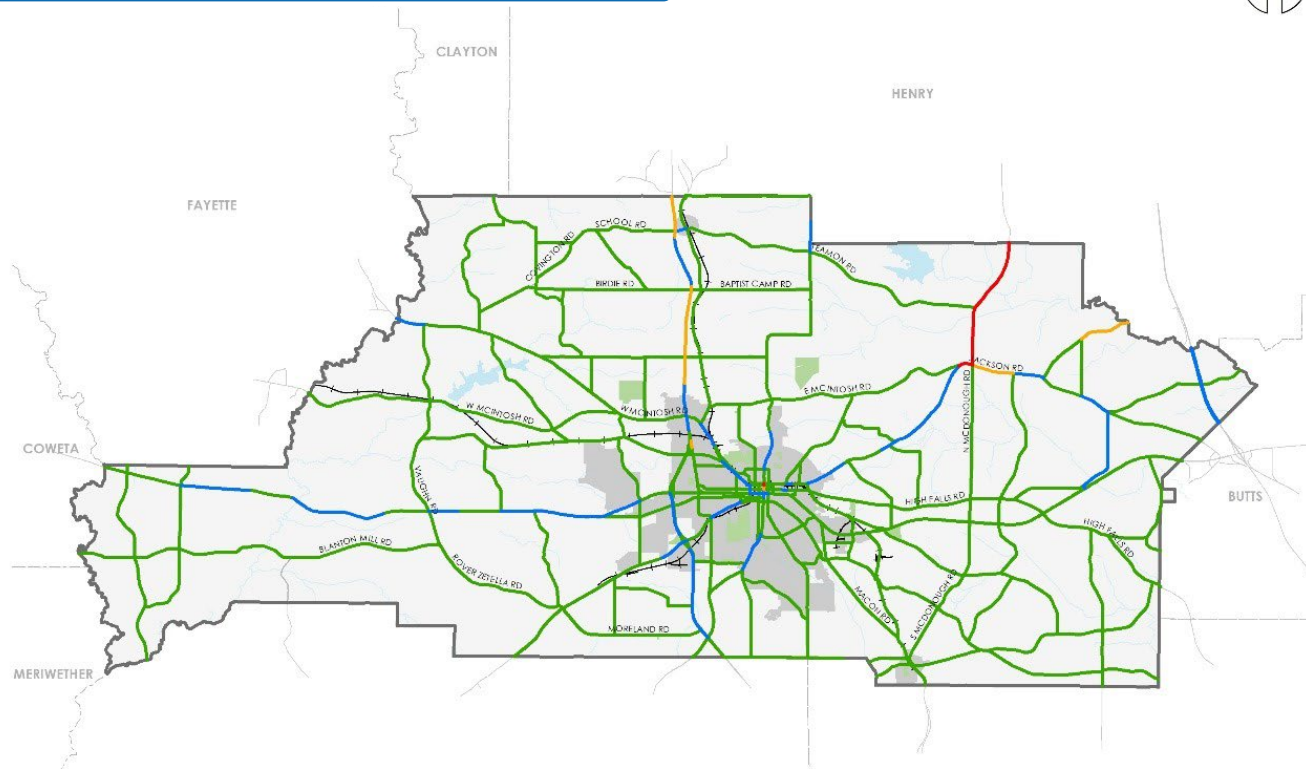 CLAYTON
HENRY
FAYETTE
SCHOOL RD
COVINGTON RD
TEAMON RD
BIRDIE RD
BAPTIST CAMP RD
JACKSON RD
E MCINTOSH RD
N MCDONOUGH RD
W MCINTOSH RD
W MCINTOSH RD
COWETA
VAUGHN RD
HIGH FALLS RD
BUTTS
HIGH FALLS RD
BLANTON MILL RD
ROVER ZETELLA RD
MACON RD
S MCDONOUGH RD
MORELAND RD
MERIWETHER